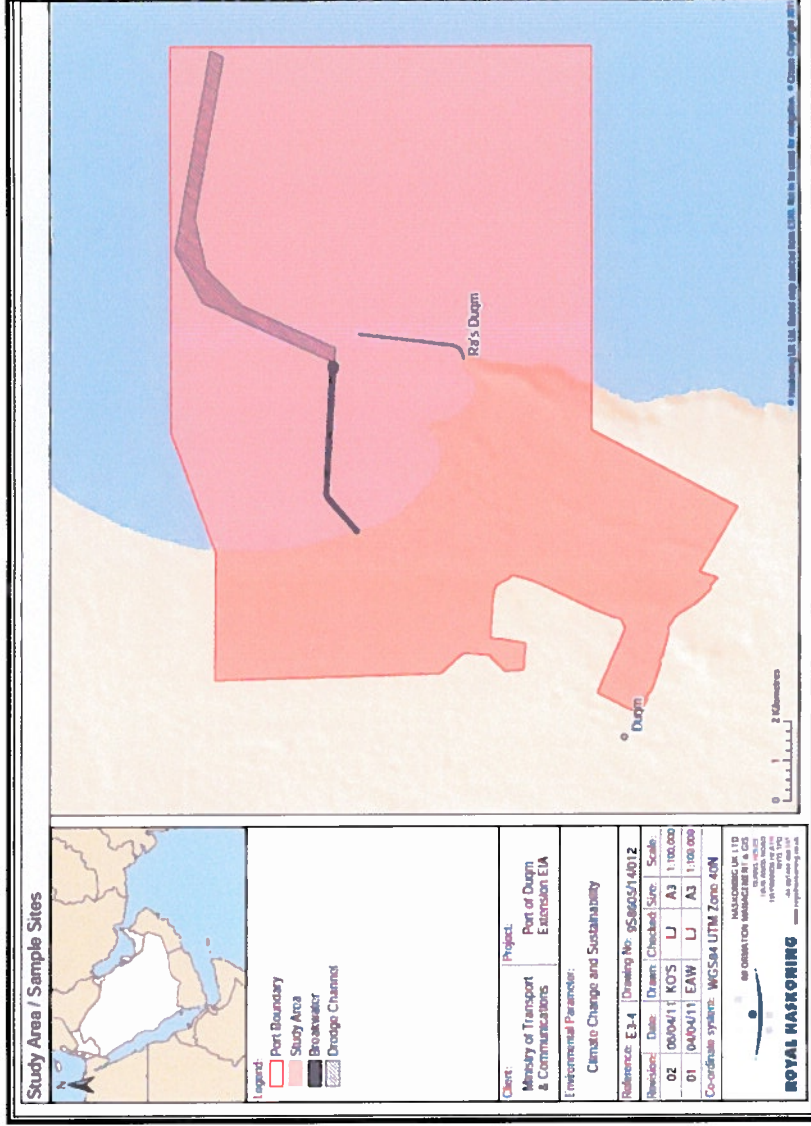 Study Area / Sample Sites
N
Legend:
Port Boundary
Study Area
Breakwater
Dredge Channel
Client:
Ministry of Transport
& Communications
Project:
Port of Duqm
Extension EIA
Environmental Parameter:
Climate Change and Sustainability
Reference: E3-4
Drawing No: 9S8605/14/012
Revision: Date: Drawn: Checked: Size: Scale:
02 08/04/11 KO'S LJ A3 1:100,000
01 04/04/11 EAW LJ A3 1:100,000
Co-ordinate system: WGS84 UTM Zone 40N
ROYAL HASKONING
HASKONING UK LTD
INFORMATION MANAGEMENT & GIS
Ra's Duqm
Duqm
0 1 2 Kilometres